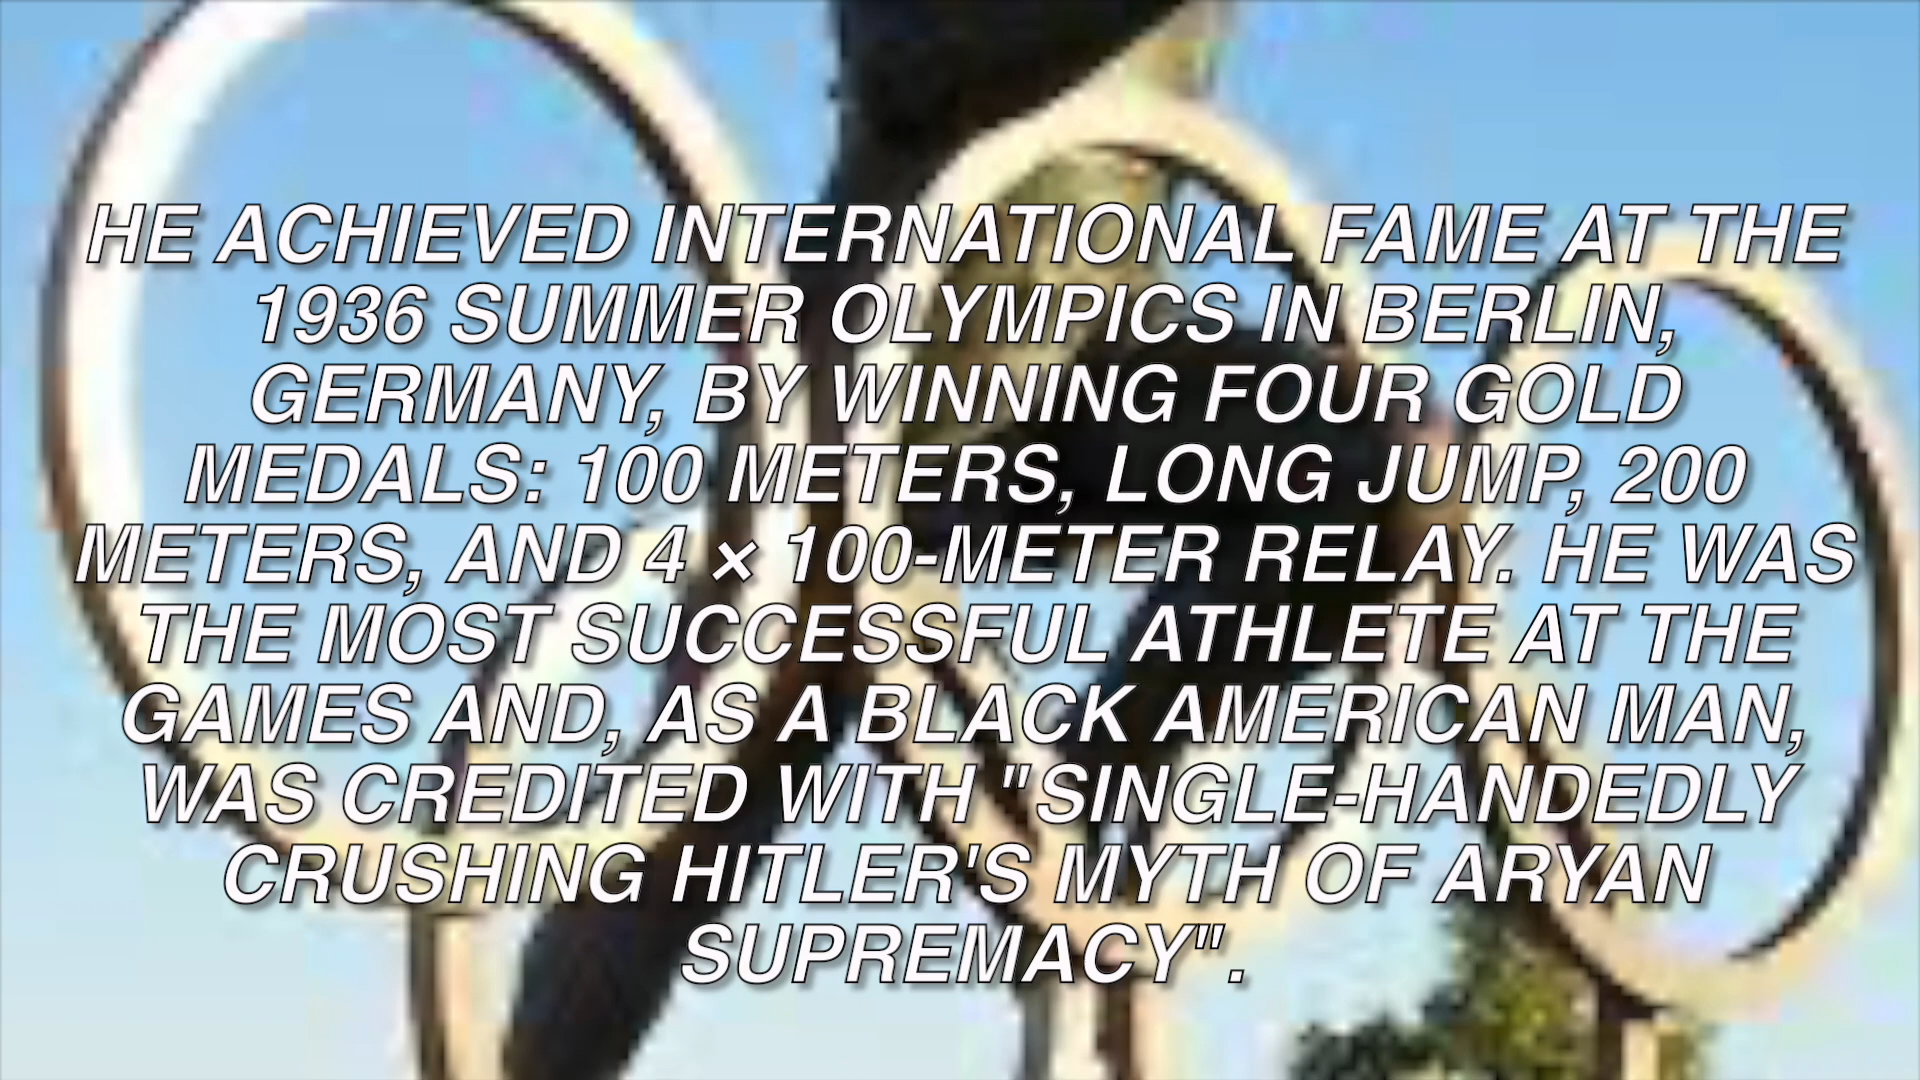 HE ACHIEVED INTERNATIONAL FAME AT THE
1936 SUMMER OLYMPICS IN BERLIN,
GERMANY, BY WINNING FOUR GOLD
MEDALS: 100 METERS, LONG JUMP, 200
METERS, AND 4 × 100-METER RELAY. HE WAS
THE MOST SUCCESSFUL ATHLETE AT THE
GAMES AND, AS A BLACK AMERICAN MAN,
WAS CREDITED WITH "SINGLE-HANDEDLY
CRUSHING HITLER'S MYTH OF ARYAN
SUPREMACY".